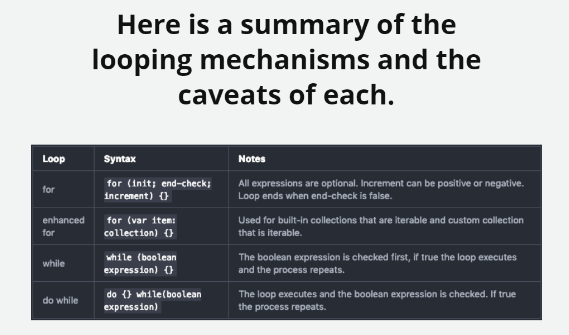 Here is a summary of the
looping mechanisms and the
caveats of each.
Loop Syntax Notes
for
for (init; end-check;
increment) {}
All expressions are optional. Increment can be positive or negative.
Loop ends when end-check is false.
enhanced
for
for (var item:
collection) {}
Used for built-in collections that are iterable and custom collection
that is iterable.
while
while (boolean
expression) {}
The boolean expression is checked first, if true the loop executes
and the process repeats.
do while
do {} while(boolean
expression)
The loop executes and the boolean expression is checked. If true
the process repeats.